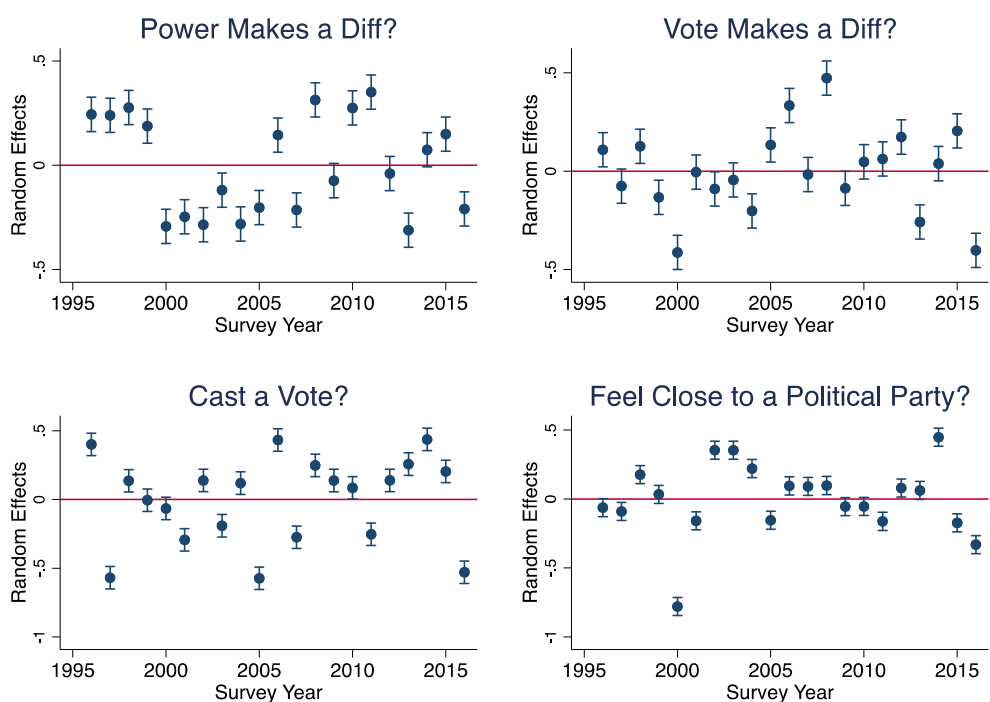 Power Makes a Diff?
Random Effects
.5
0
-.5
1995 2000 2005 2010 2015
Survey Year
Vote Makes a Diff?
Random Effects
.5
0
-.5
1995 2000 2005 2010 2015
Survey Year
Cast a Vote?
Random Effects
.5
0
-.5
-1
1995 2000 2005 2010 2015
Survey Year
Feel Close to a Political Party?
Random Effects
.5
0
-.5
-1
1995 2000 2005 2010 2015
Survey Year